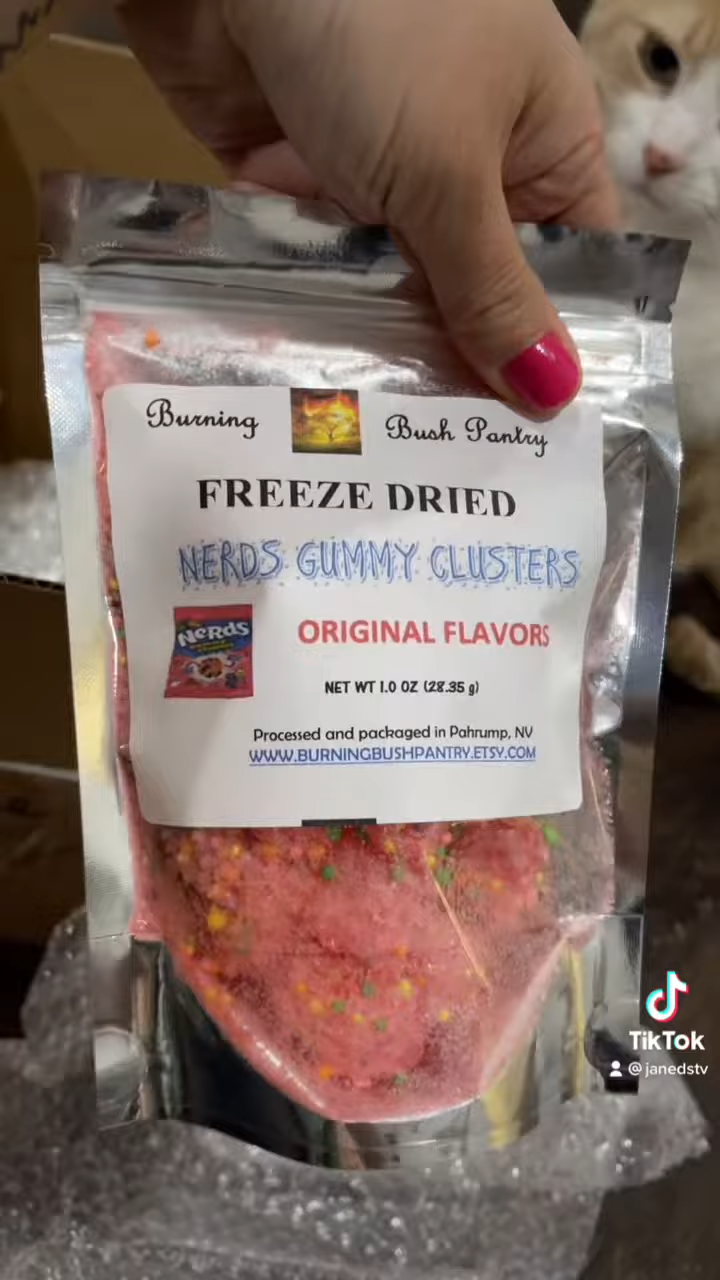 Burning Bush Pantry
FREEZE DRIED
NERDS GUMMY CLUSTERS
NeRds
ORIGINAL FLAVORS
NET WT 1.0 OZ (28.35 g)
Processed and packaged in Pahrump, NV
WWW.BURNINGBUSHPANTRY.ETSY.COM
TikTok
@janedstv